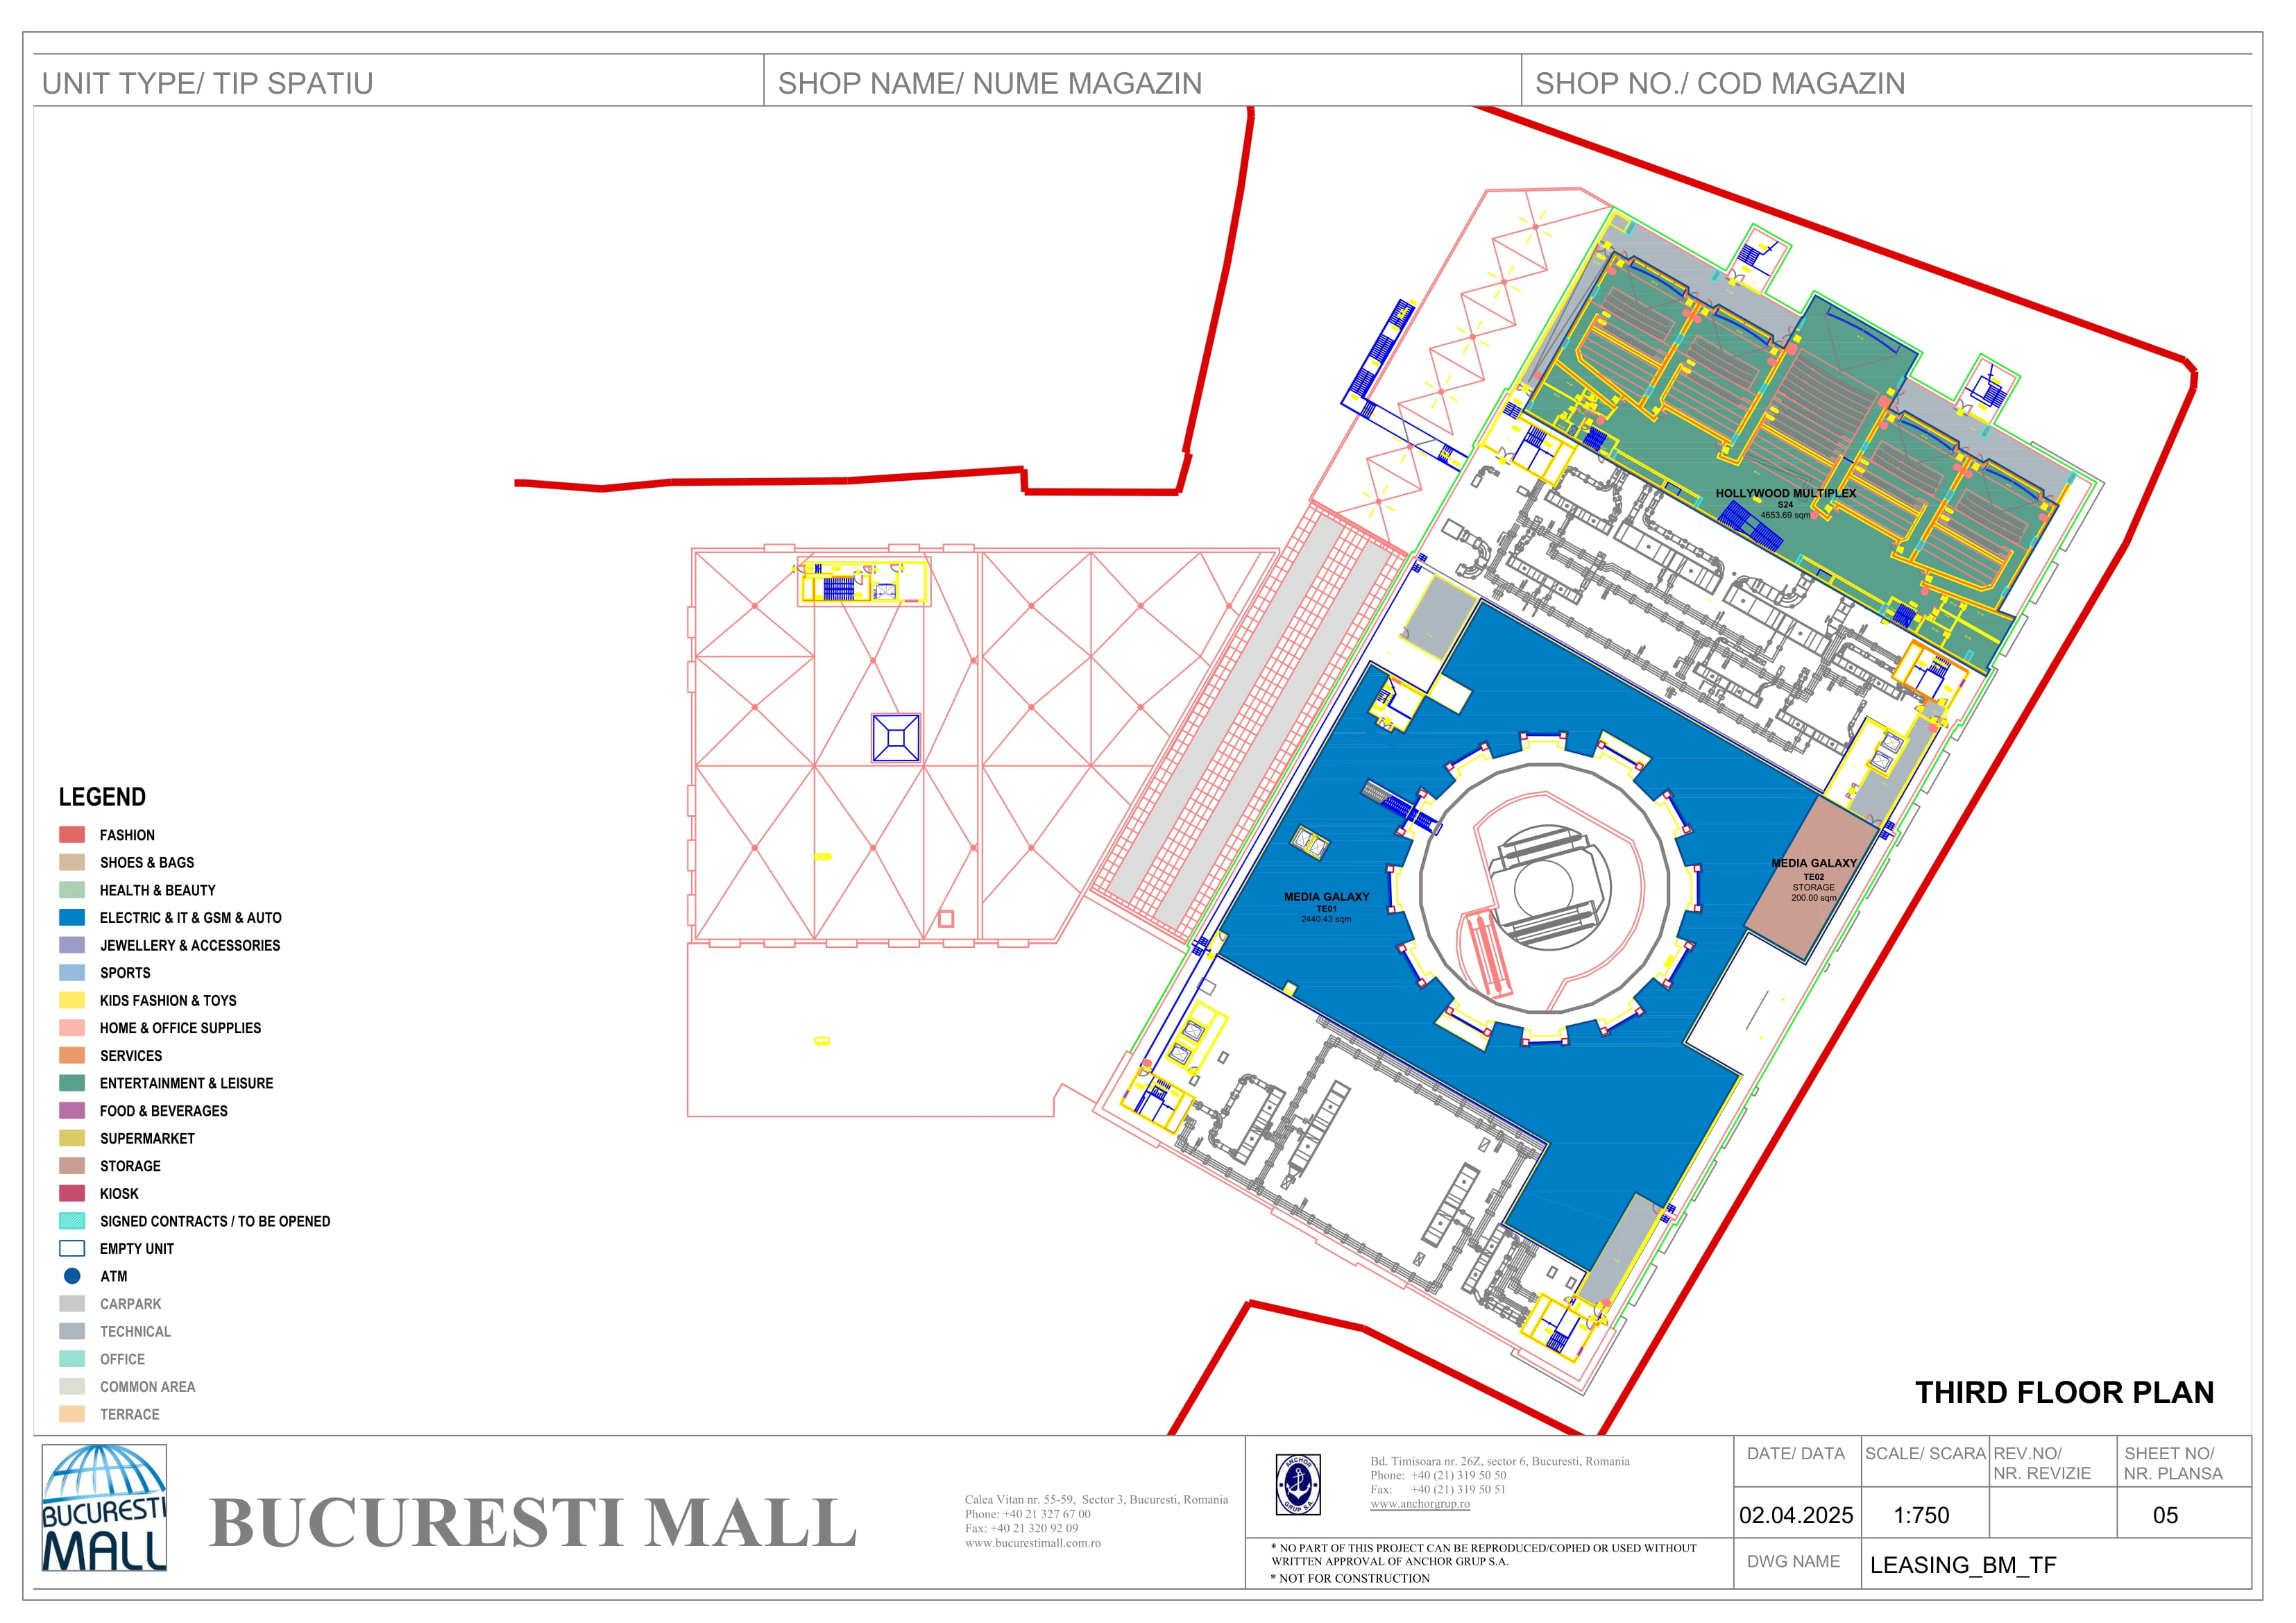 UNIT TYPE/ TIP SPATIU
SHOP NAME/ NUME MAGAZIN
SHOP NO./ COD MAGAZIN
HOLLYWOOD MULTIPLEX
S24
4653.69 sqm
MEDIA GALAXY
TE02
STORAGE
200.00 sqm
MEDIA GALAXY
TE01
2440.43 sqm
LEGEND
FASHION
SHOES & BAGS
HEALTH & BEAUTY
ELECTRIC & IT & GSM & AUTO
JEWELLERY & ACCESSORIES
SPORTS
KIDS FASHION & TOYS
HOME & OFFICE SUPPLIES
SERVICES
ENTERTAINMENT & LEISURE
FOOD & BEVERAGES
SUPERMARKET
STORAGE
KIOSK
SIGNED CONTRACTS / TO BE OPENED
EMPTY UNIT
ATM
CARPARK
TECHNICAL
OFFICE
COMMON AREA
TERRACE
THIRD FLOOR PLAN
BUCURESTI
MALL
BUCURESTI MALL
Calea Vitan nr. 55-59, Sector 3, Bucuresti, Romania
Phone: +40 21 327 67 00
Fax: +40 21 320 92 09
www.bucurestimall.com.ro
ANCHOR
GRUP S.A.
Bd. Timisoara nr. 26Z, sector 6, Bucuresti, Romania
Phone: +40 (21) 319 50 50
Fax: +40 (21) 319 50 51
www.anchorgrup.ro
* NO PART OF THIS PROJECT CAN BE REPRODUCED/COPIED OR USED WITHOUT
WRITTEN APPROVAL OF ANCHOR GRUP S.A.
* NOT FOR CONSTRUCTION
DATE/ DATA
02.04.2025
SCALE/ SCARA
1:750
REV.NO/
NR. REVIZIE
SHEET NO/
NR. PLANSA
05
DWG NAME
LEASING_BM_TF